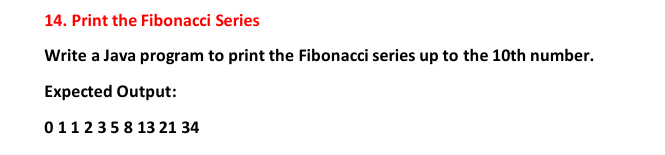 14. Print the Fibonacci Series
Write a Java program to print the Fibonacci series up to the 10th number.
Expected Output:
0 1 1 2 3 5 8 13 21 34